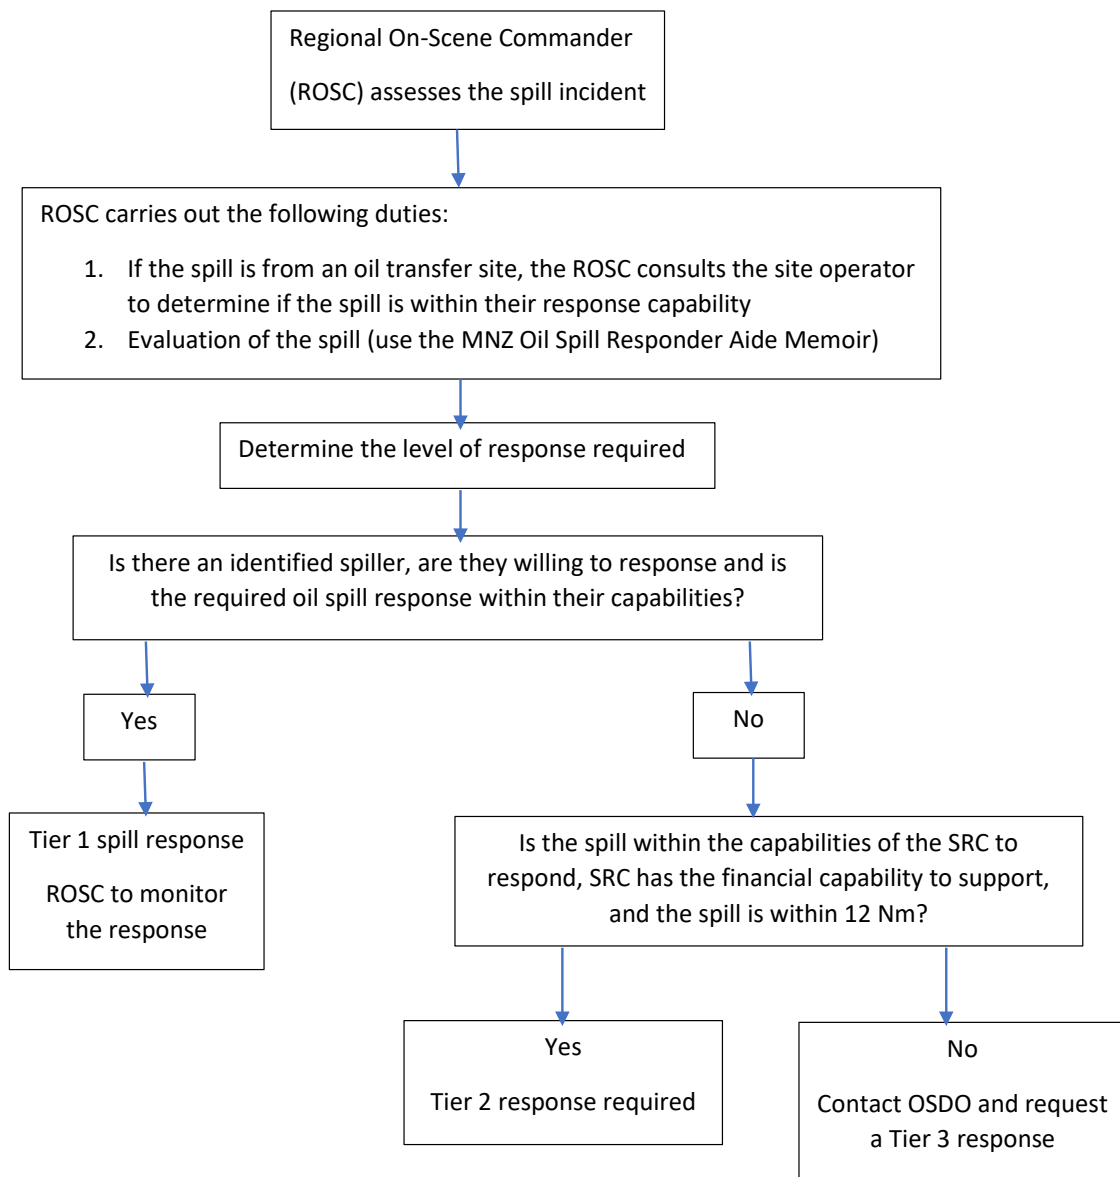 Regional On-Scene Commander
(ROSC) assesses the spill incident
ROSC carries out the following duties:
1. If the spill is from an oil transfer site, the ROSC consults the site operator
to determine if the spill is within their response capability
2. Evaluation of the spill (use the MNZ Oil Spill Responder Aide Memoir)
Determine the level of response required
Is there an identified spiller, are they willing to response and is
the required oil spill response within their capabilities?
Yes
No
Tier 1 spill response
ROSC to monitor
the response
Is the spill within the capabilities of the SRC to
respond, SRC has the financial capability to support,
and the spill is within 12 Nm?
Yes
Tier 2 response required
No
Contact OSDO and request
a Tier 3 response